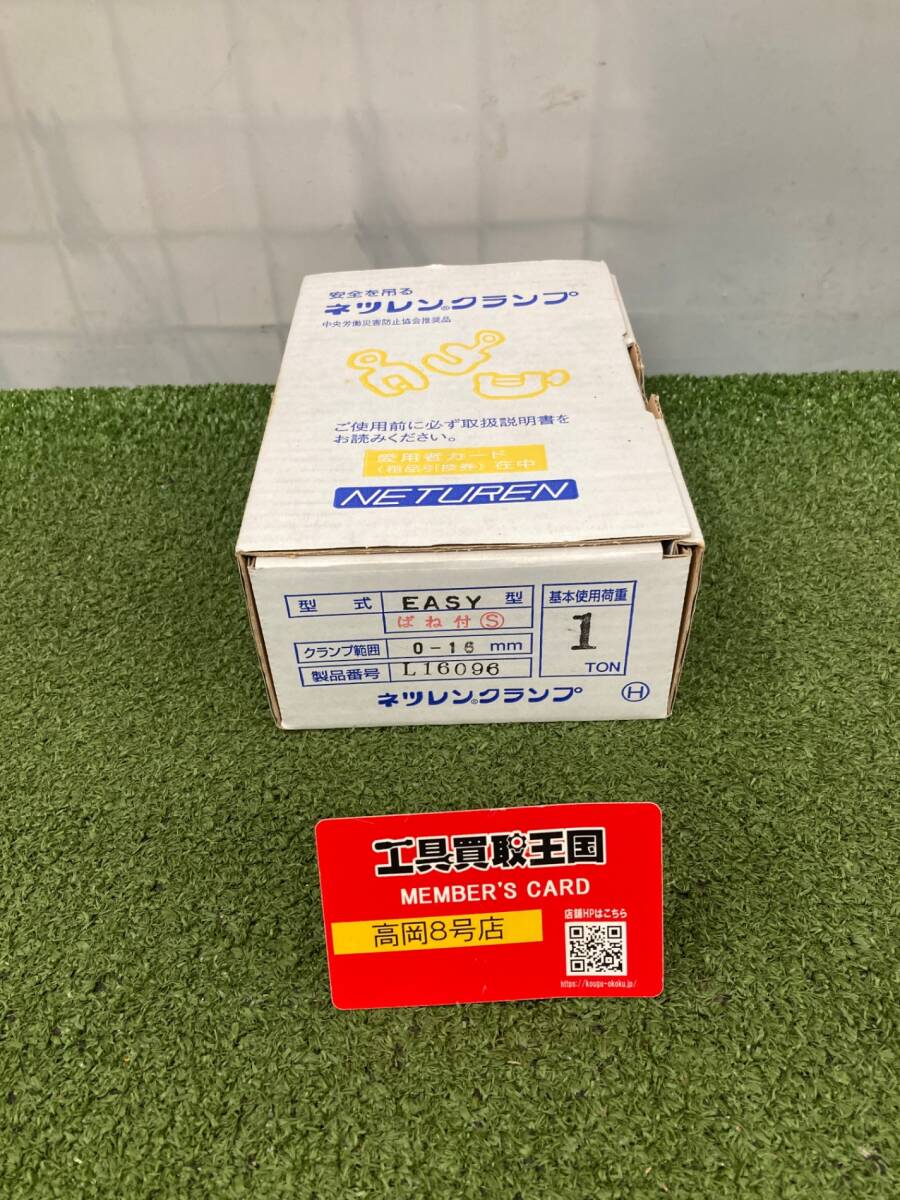 安全を吊る
ネツレン®クランプ
中央労働災害防止協会推奨品
ご使用前に必ず取扱説明書を
お読みください。
愛用者カード
(粗品引換券)在中
NETUREN
型 式 EASY 型
ばね付 Ⓢ
クランプ範囲 0-16 mm
製品番号 L16096
基本使用荷重
1
TON
ネツレン®クランプ Ⓗ
工具買取王国
MEMBER'S CARD
高岡8号店
店舗HPはこちら
https://kougu-okoku.jp/